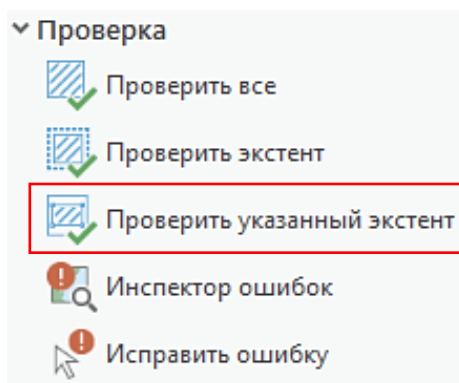 Проверка
Проверить все
Проверить экстент
Проверить указанный экстент
Инспектор ошибок
Исправить ошибку